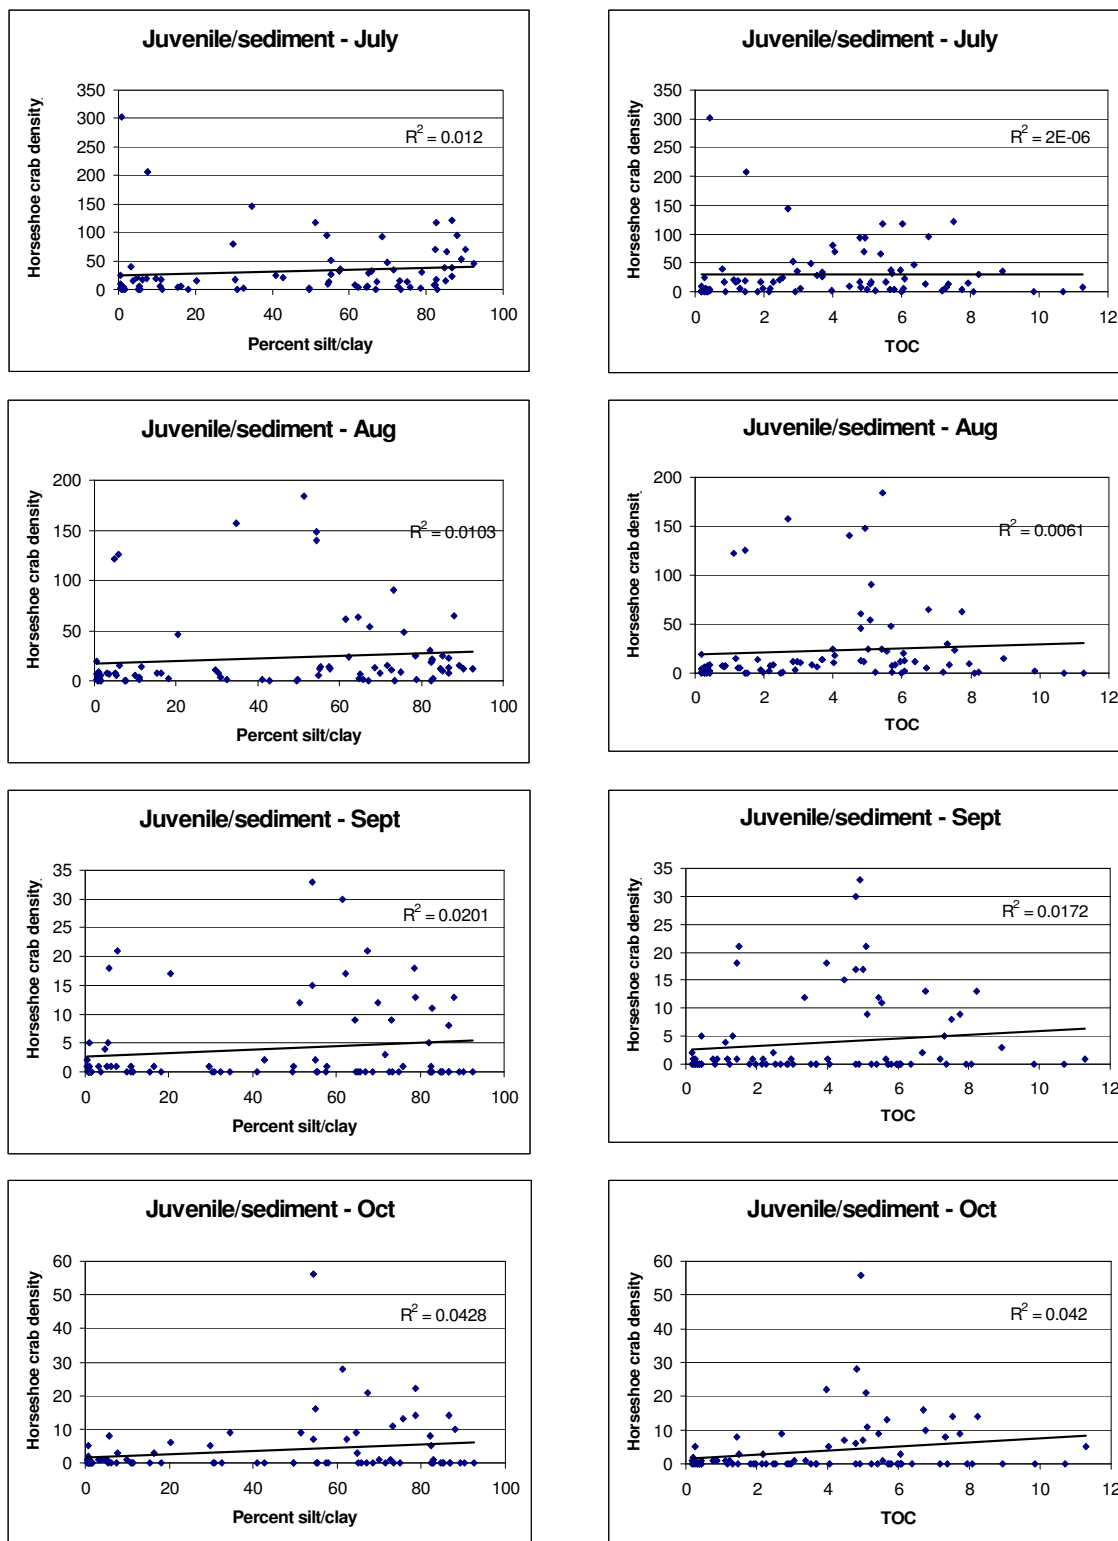 Juvenile/sediment - July
350
300
250
200
150
100
50
0
0 20 40 60 80 100
Horseshoe crab density
R² = 0.012
Percent silt/clay
Juvenile/sediment - July
350
300
250
200
150
100
50
0
0 2 4 6 8 10 12
Horseshoe crab density
R² = 2E-06
TOC
Juvenile/sediment - Aug
200
150
100
50
0
0 20 40 60 80 100
Horseshoe crab density
R² = 0.0103
Percent silt/clay
Juvenile/sediment - Aug
200
150
100
50
0
0 2 4 6 8 10 12
Horseshoe crab densit
R² = 0.0061
TOC
Juvenile/sediment - Sept
35
30
25
20
15
10
5
0
0 20 40 60 80 100
Horseshoe crab density
R² = 0.0201
Percent silt/clay
Juvenile/sediment - Sept
35
30
25
20
15
10
5
0
0 2 4 6 8 10 12
Horseshoe crab density
R² = 0.0172
TOC
Juvenile/sediment - Oct
60
50
40
30
20
10
0
0 20 40 60 80 100
Horseshoe crab density
R² = 0.0428
Percent silt/clay
Juvenile/sediment - Oct
60
50
40
30
20
10
0
0 2 4 6 8 10 12
Horseshoe crab density
R² = 0.042
TOC